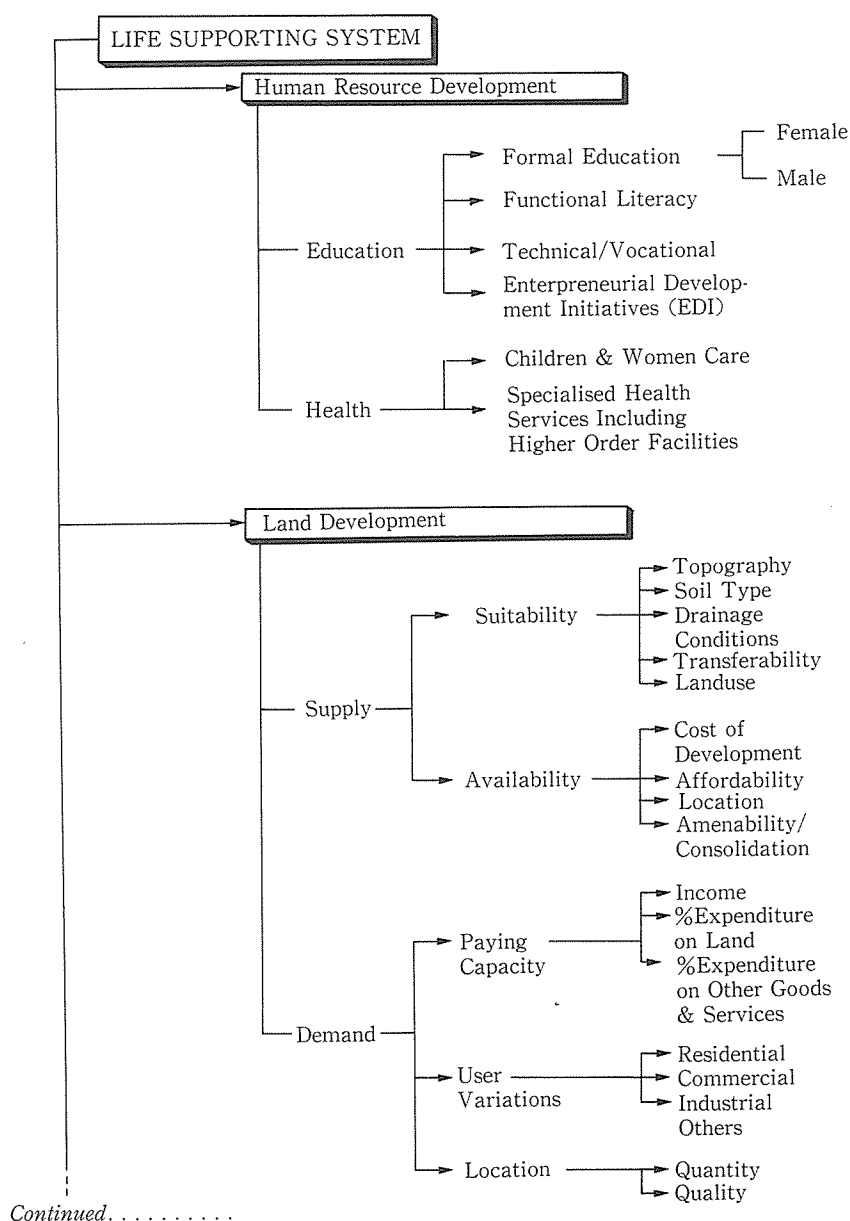 LIFE SUPPORTING SYSTEM
Human Resource Development
Education
Formal Education
Female
Male
Functional Literacy
Technical/Vocational
Enterpreneurial Develop-
ment Initiatives (EDI)
Health
Children & Women Care
Specialised Health
Services Including
Higher Order Facilities
Land Development
Supply
Suitability
Topography
Soil Type
Drainage
Conditions
Transferability
Landuse
Availability
Cost of
Development
Affordability
Location
Amenability/
Consolidation
Demand
Paying
Capacity
Income
%Expenditure
on Land
%Expenditure
on Other Goods
& Services
User
Variations
Residential
Commercial
Industrial
Others
Location
Quantity
Quality
Continued..........